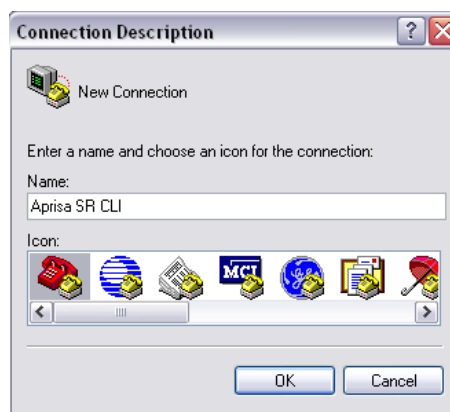 Connection Description
New Connection
Enter a name and choose an icon for the connection:
Name:
Aprisa SR CLI
Icon:
MCI
OK
Cancel